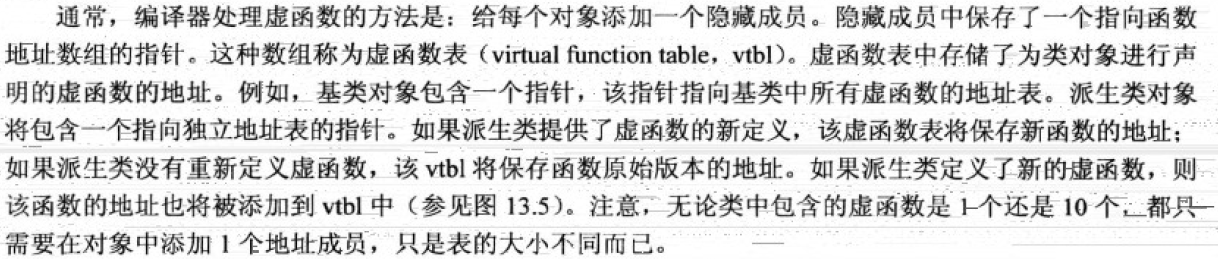 通常，编译器处理虚函数的方法是：给每个对象添加一个隐藏成员。隐藏成员中保存了一个指向函数
地址数组的指针。这种数组称为虚函数表（virtual function table，vtbl）。虚函数表中存储了为类对象进行声
明的虚函数的地址。例如，基类对象包含一个指针，该指针指向基类中所有虚函数的地址表。派生类对象
将包含一个指向独立地址表的指针。如果派生类提供了虚函数的新定义，该虚函数表将保存新函数的地址；
如果派生类没有重新定义虚函数，该 vtbl 将保存函数原始版本的地址。如果派生类定义了新的虚函数，则
该函数的地址也将被添加到 vtbl 中（参见图 13.5）。注意，无论类中包含的虚函数是 1 个还是 10 个，都只
需要在对象中添加 1 个地址成员，只是表的大小不同而已。